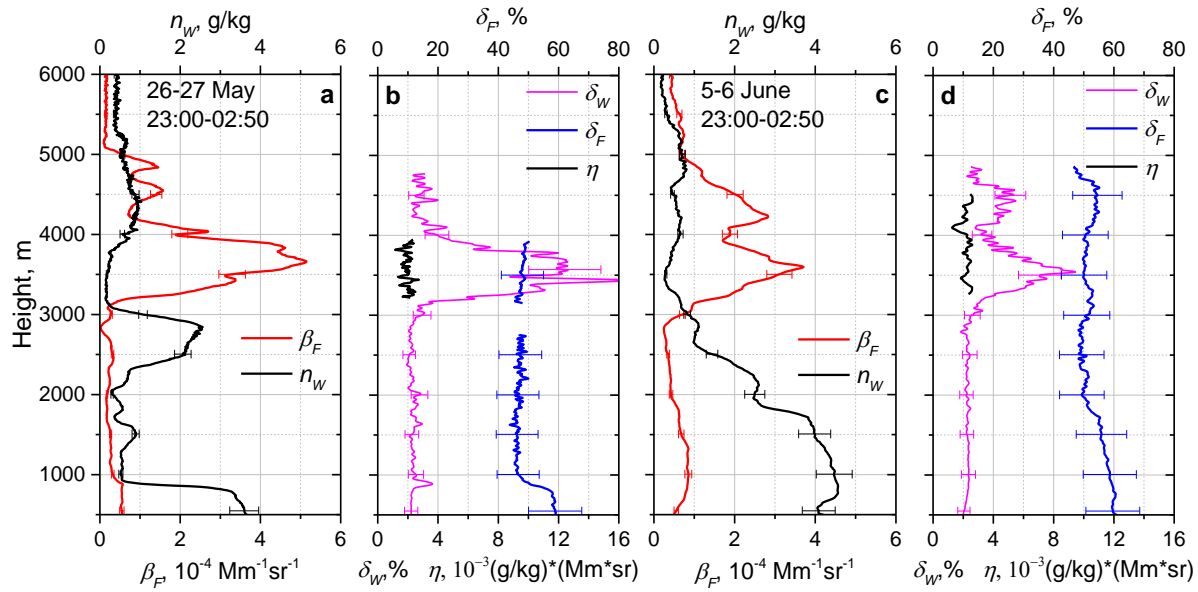 n_W, g/kg
δ_F, %
n_W, g/kg
δ_F, %
0 2 4 6
0 20 40 60 80
0 2 4 6
0 20 40 60 80
6000
5000
4000
3000
2000
1000
Height, m
26-27 May a
23:00-02:50
β_F
n_W
b
δ_W
δ_F
η
5-6 June
23:00-02:50 c
β_F
n_W
d
δ_W
δ_F
η
2 4 6
0 4 8 12 16
0 2 4 6
0 4 8 12 16
β_F, 10⁻⁴ Mm⁻¹sr⁻¹
δ_W,% η, 10⁻³(g/kg)*(Mm*sr)
β_F, 10⁻⁴ Mm⁻¹sr⁻¹
δ_W,% η, 10⁻³(g/kg)*(Mm*sr)